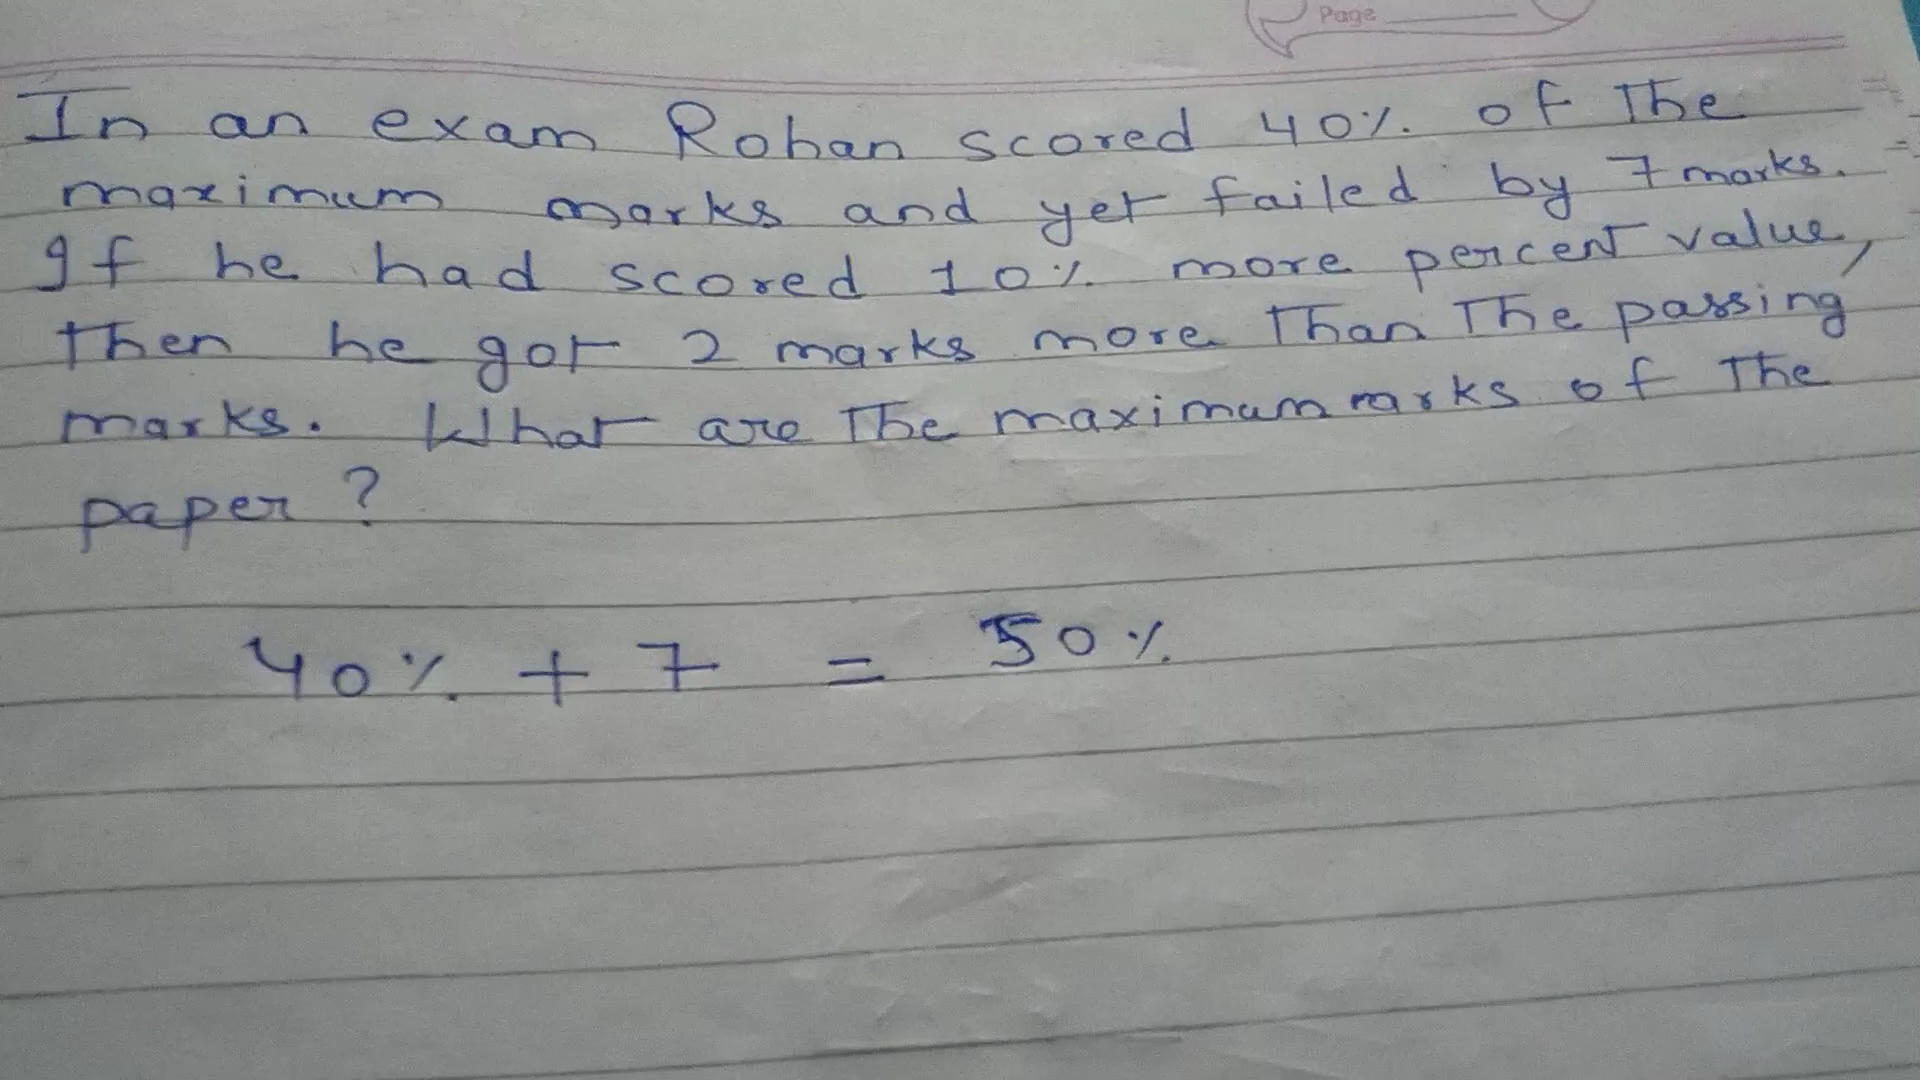 Page
In an exam Rohan scored 40% of The
maximum marks and yet failed by 7 marks.
If he had scored 10% more percent value,
then he got 2 marks more Than The passing
marks. What are The maximum marks of The
paper ?
40% + 7 = 50%